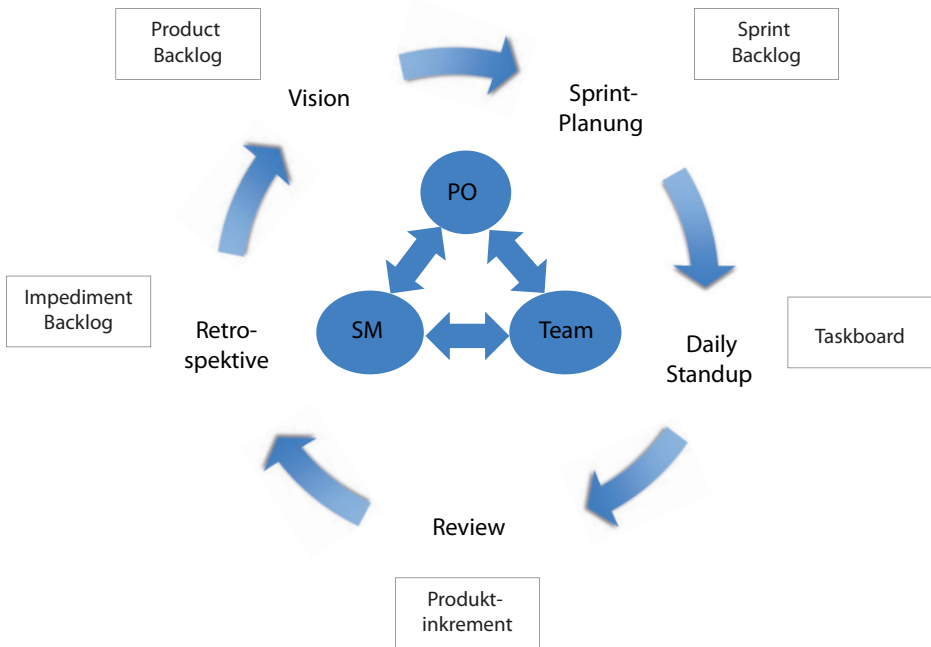 Product
Backlog
Vision
Sprint-
Planung
Sprint
Backlog
PO
SM
Team
Impediment
Backlog
Retro-
spektive
Daily
Standup
Taskboard
Review
Produkt-
inkrement